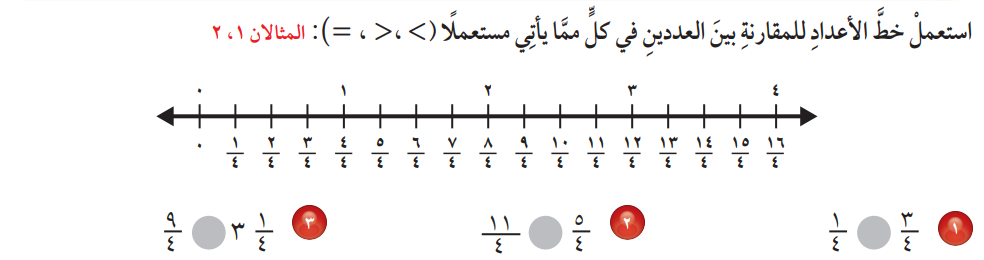 استعملْ خطَّ الأعدادِ للمقارنةِ بينَ العددينِ في كلٍّ ممَّا يأتِي مستعملًا (> ،< ، =): المثالان ١، ٢
٠ ١ ٢ ٣ ٤
٠ ١/٤ ٢/٤ ٣/٤ ٤/٤ ٥/٤ ٦/٤ ٧/٤ ٨/٤ ٩/٤ ١٠/٤ ١١/٤ ١٢/٤ ١٣/٤ ١٤/٤ ١٥/٤ ١٦/٤
١ ٣/٤ ١/٤
٢ ٥/٤ ١١/٤
٣ ٣ ١/٤ ٩/٤